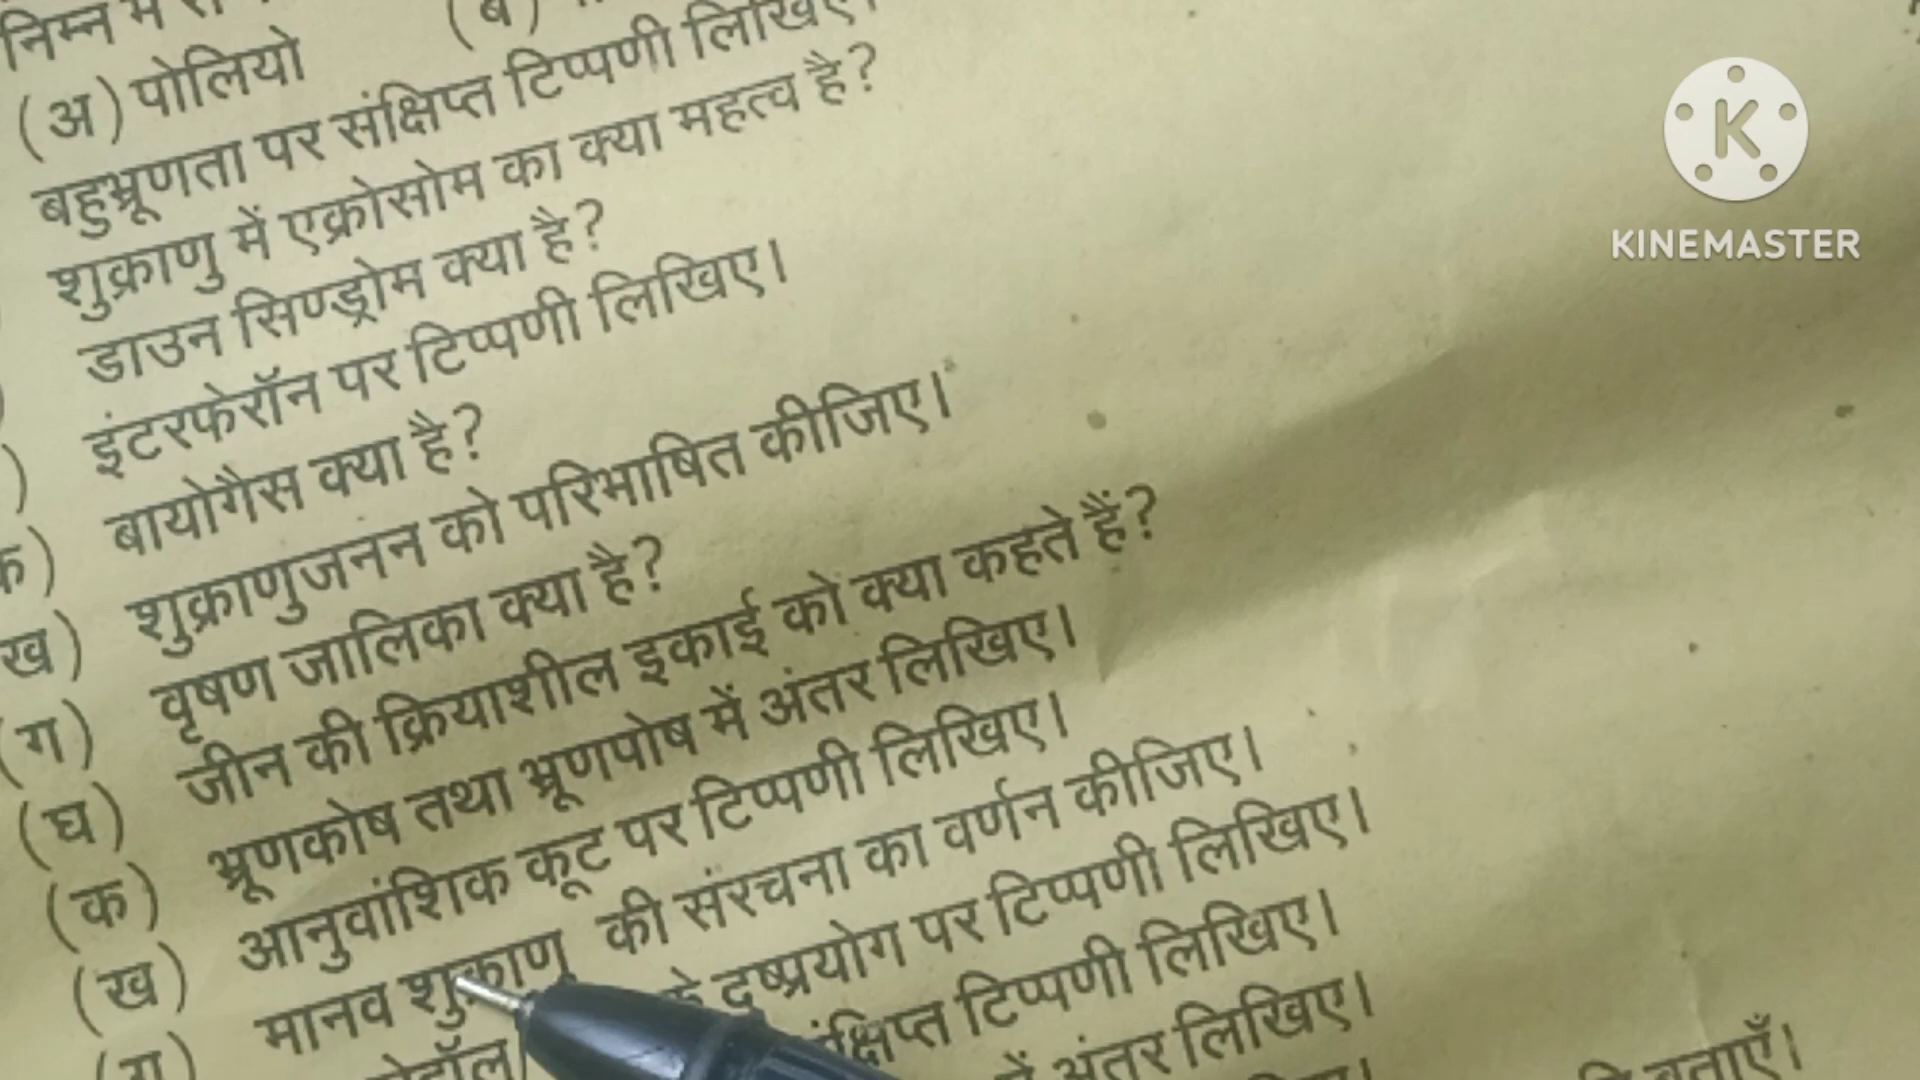 निम्न में
(ब)
(अ) पोलियो
बहुभ्रूणता पर संक्षिप्त टिप्पणी लिखिए।
शुक्राणु में एक्रोसोम का क्या महत्व है?
डाउन सिण्ड्रोम क्या है?
इंटरफेरॉन पर टिप्पणी लिखिए।
क) बायोगैस क्या है?
ख) शुक्राणुजनन को परिभाषित कीजिए।
(ग) वृषण जालिका क्या है?
(घ) जीन की क्रियाशील इकाई को क्या कहते हैं?
(क) भ्रूणकोष तथा भ्रूणपोष में अंतर लिखिए।
(ख) आनुवांशिक कूट पर टिप्पणी लिखिए।
(ग) मानव शुक्राणु की संरचना का वर्णन कीजिए।
के दुष्प्रयोग पर टिप्पणी लिखिए।
संक्षिप्त टिप्पणी लिखिए।
में अंतर लिखिए।
बताएँ।
K
KINEMASTER